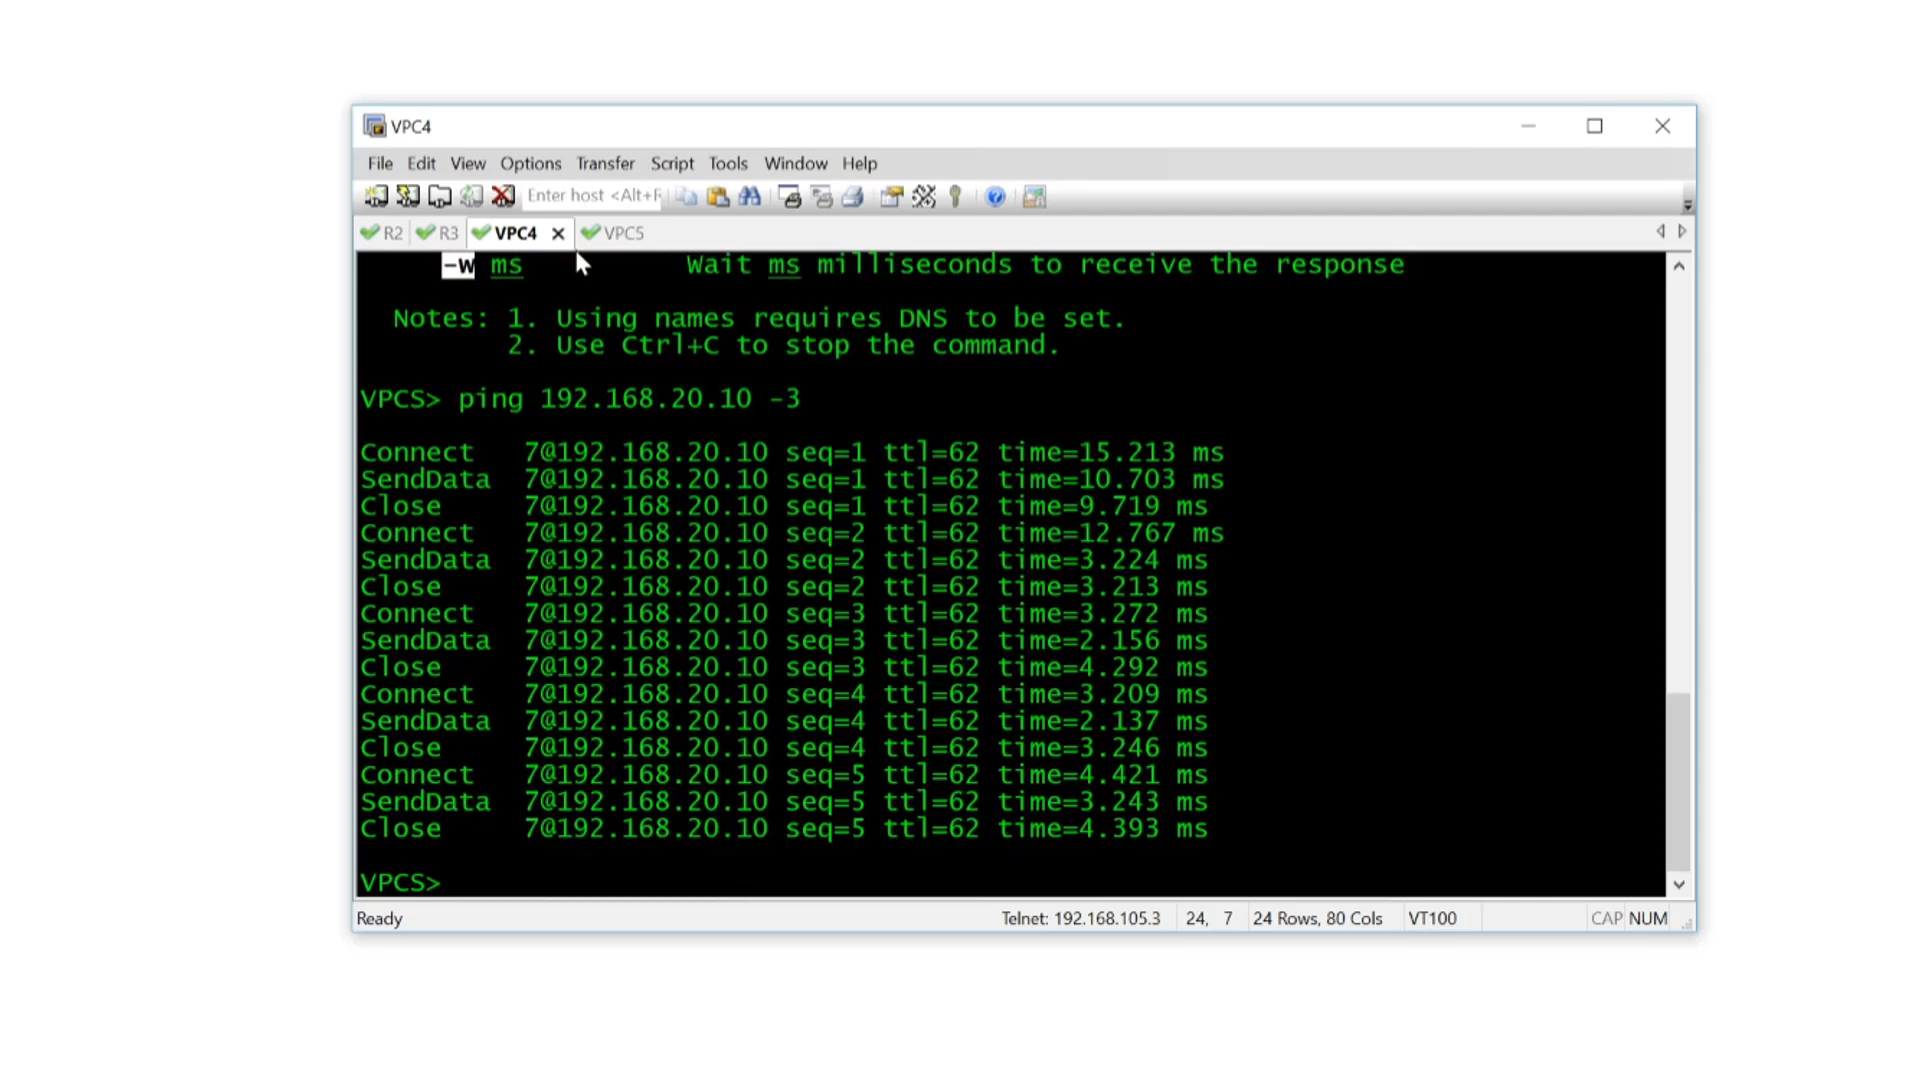 VPC4
File Edit View Options Transfer Script Tools Window Help
Enter host <Alt+R
R2 R3 VPC4 VPC5
-w ms Wait ms milliseconds to receive the response
Notes: 1. Using names requires DNS to be set.
2. Use Ctrl+C to stop the command.
VPCS> ping 192.168.20.10 -3
Connect 7@192.168.20.10 seq=1 ttl=62 time=15.213 ms
SendData 7@192.168.20.10 seq=1 ttl=62 time=10.703 ms
Close 7@192.168.20.10 seq=1 ttl=62 time=9.719 ms
Connect 7@192.168.20.10 seq=2 ttl=62 time=12.767 ms
SendData 7@192.168.20.10 seq=2 ttl=62 time=3.224 ms
Close 7@192.168.20.10 seq=2 ttl=62 time=3.213 ms
Connect 7@192.168.20.10 seq=3 ttl=62 time=3.272 ms
SendData 7@192.168.20.10 seq=3 ttl=62 time=2.156 ms
Close 7@192.168.20.10 seq=3 ttl=62 time=4.292 ms
Connect 7@192.168.20.10 seq=4 ttl=62 time=3.209 ms
SendData 7@192.168.20.10 seq=4 ttl=62 time=2.137 ms
Close 7@192.168.20.10 seq=4 ttl=62 time=3.246 ms
Connect 7@192.168.20.10 seq=5 ttl=62 time=4.421 ms
SendData 7@192.168.20.10 seq=5 ttl=62 time=3.243 ms
Close 7@192.168.20.10 seq=5 ttl=62 time=4.393 ms
VPCS>
Ready Telnet: 192.168.105.3 24, 7 24 Rows, 80 Cols VT100 CAP NUM